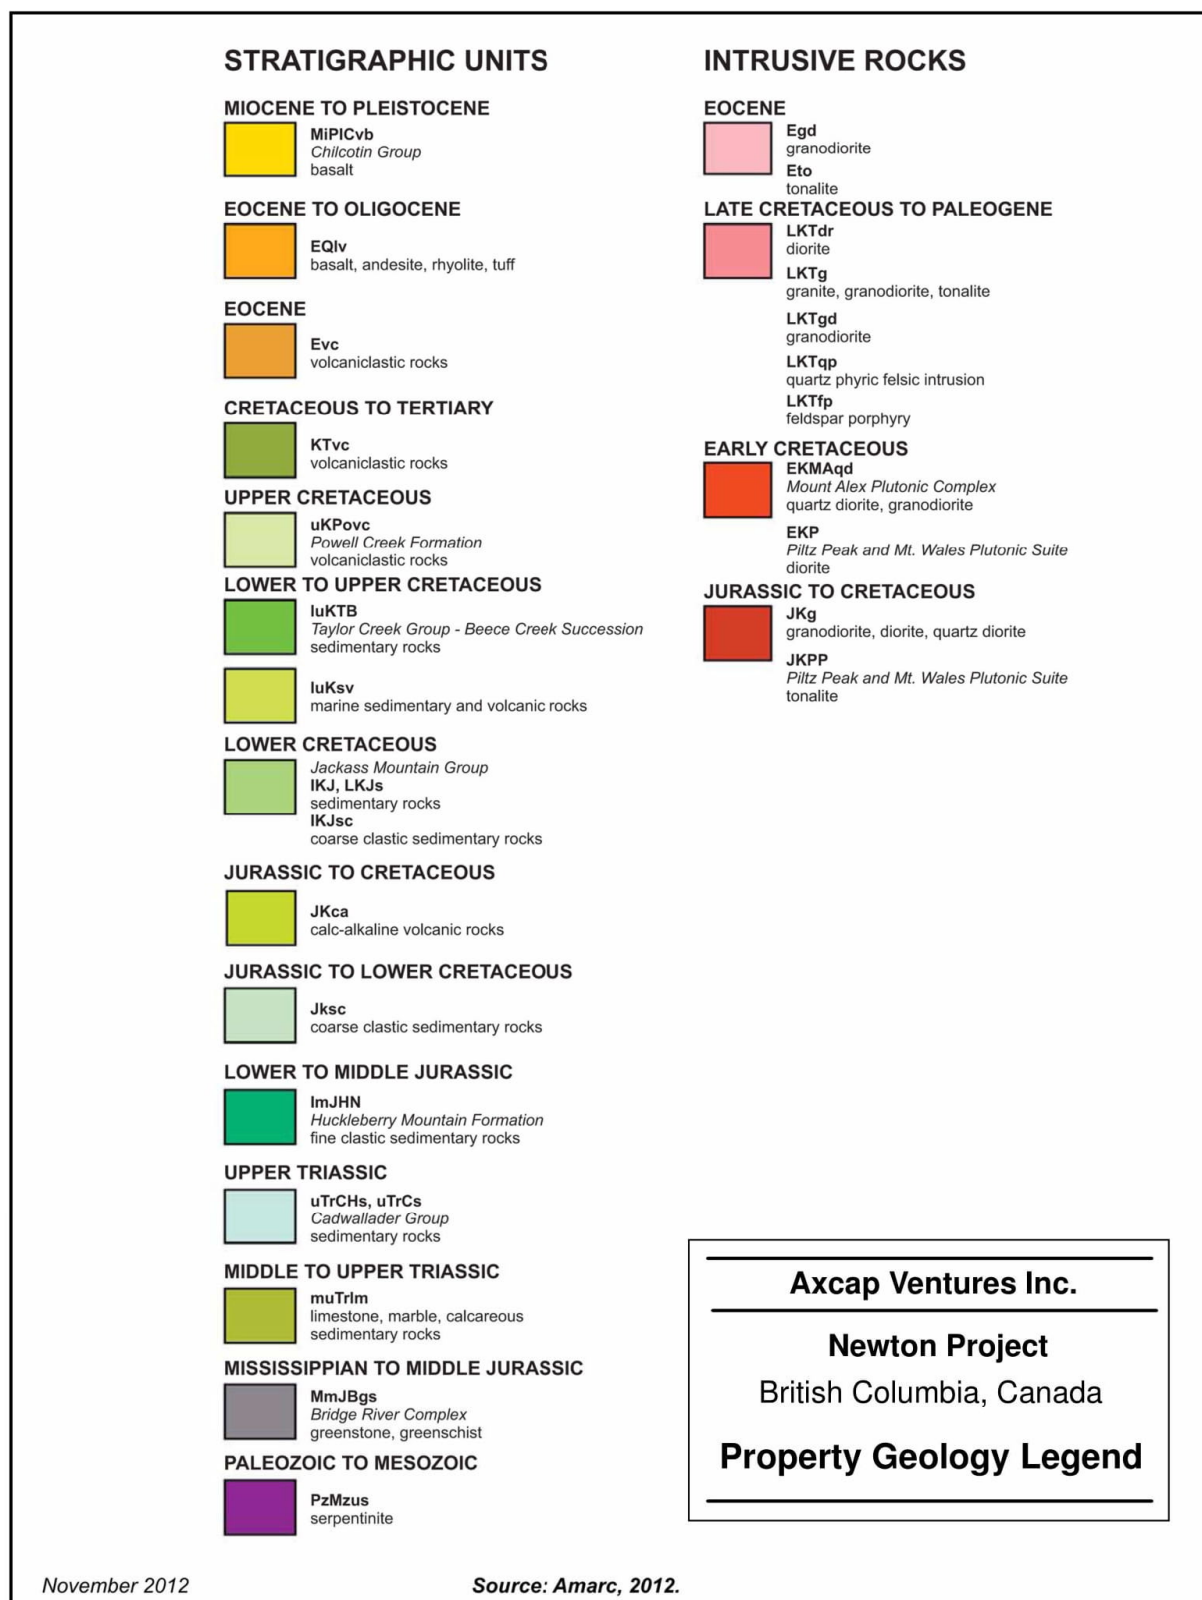 STRATIGRAPHIC UNITS
MIOCENE TO PLEISTOCENE
MiPlCvb
Chilcotin Group
basalt
EOCENE TO OLIGOCENE
EQlv
basalt, andesite, rhyolite, tuff
EOCENE
Evc
volcaniclastic rocks
CRETACEOUS TO TERTIARY
KTvc
volcaniclastic rocks
UPPER CRETACEOUS
uKPovc
Powell Creek Formation
volcaniclastic rocks
LOWER TO UPPER CRETACEOUS
luKTB
Taylor Creek Group - Beece Creek Succession
sedimentary rocks
luKsv
marine sedimentary and volcanic rocks
LOWER CRETACEOUS
Jackass Mountain Group
lKJ, LKJs
sedimentary rocks
lKJsc
coarse clastic sedimentary rocks
JURASSIC TO CRETACEOUS
JKca
calc-alkaline volcanic rocks
JURASSIC TO LOWER CRETACEOUS
Jksc
coarse clastic sedimentary rocks
LOWER TO MIDDLE JURASSIC
lmJHN
Huckleberry Mountain Formation
fine clastic sedimentary rocks
UPPER TRIASSIC
uTrCHs, uTrCs
Cadwallader Group
sedimentary rocks
MIDDLE TO UPPER TRIASSIC
muTrlm
limestone, marble, calcareous
sedimentary rocks
MISSISSIPPIAN TO MIDDLE JURASSIC
MmJBgs
Bridge River Complex
greenstone, greenschist
PALEOZOIC TO MESOZOIC
PzMzus
serpentinite
INTRUSIVE ROCKS
EOCENE
Egd
granodiorite
Eto
tonalite
LATE CRETACEOUS TO PALEOGENE
LKTdr
diorite
LKTg
granite, granodiorite, tonalite
LKTgd
granodiorite
LKTqp
quartz phyric felsic intrusion
LKTfp
feldspar porphyry
EARLY CRETACEOUS
EKMAqd
Mount Alex Plutonic Complex
quartz diorite, granodiorite
EKP
Piltz Peak and Mt. Wales Plutonic Suite
diorite
JURASSIC TO CRETACEOUS
JKg
granodiorite, diorite, quartz diorite
JKPP
Piltz Peak and Mt. Wales Plutonic Suite
tonalite
Axcap Ventures Inc.
Newton Project
British Columbia, Canada
Property Geology Legend
November 2012
Source: Amarc, 2012.